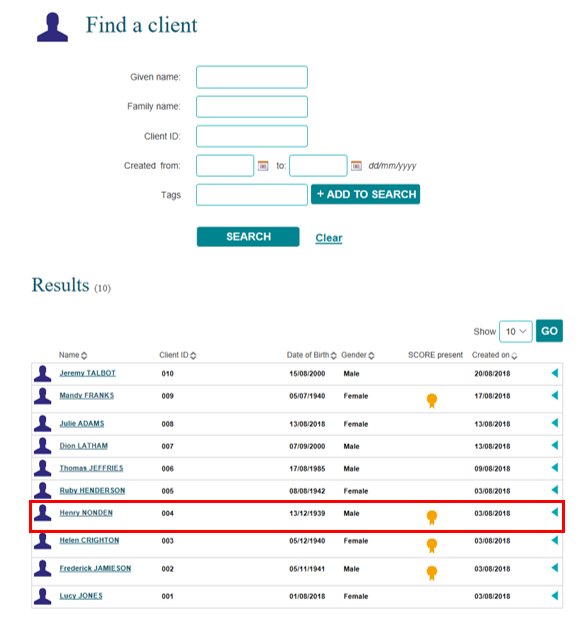 Find a client
Given name:
Family name:
Client ID:
Created from: to: dd/mm/yyyy
Tags + ADD TO SEARCH
SEARCH Clear
Results (10)
Show 10 GO
Name Client ID Date of Birth Gender SCORE present Created on
Jeremy TALBOT 010 15/08/2000 Male 20/08/2018
Mandy FRANKS 009 05/07/1940 Female 17/08/2018
Julie ADAMS 008 13/08/2018 Female 13/08/2018
Dion LATHAM 007 07/09/2000 Male 13/08/2018
Thomas JEFFRIES 006 17/08/1985 Male 09/08/2018
Ruby HENDERSON 005 08/08/1942 Female 03/08/2018
Henry NONDEN 004 13/12/1939 Male 03/08/2018
Helen CRIGHTON 003 05/12/1940 Female 03/08/2018
Frederick JAMIESON 002 05/11/1941 Male 03/08/2018
Lucy JONES 001 01/08/2018 Female 03/08/2018